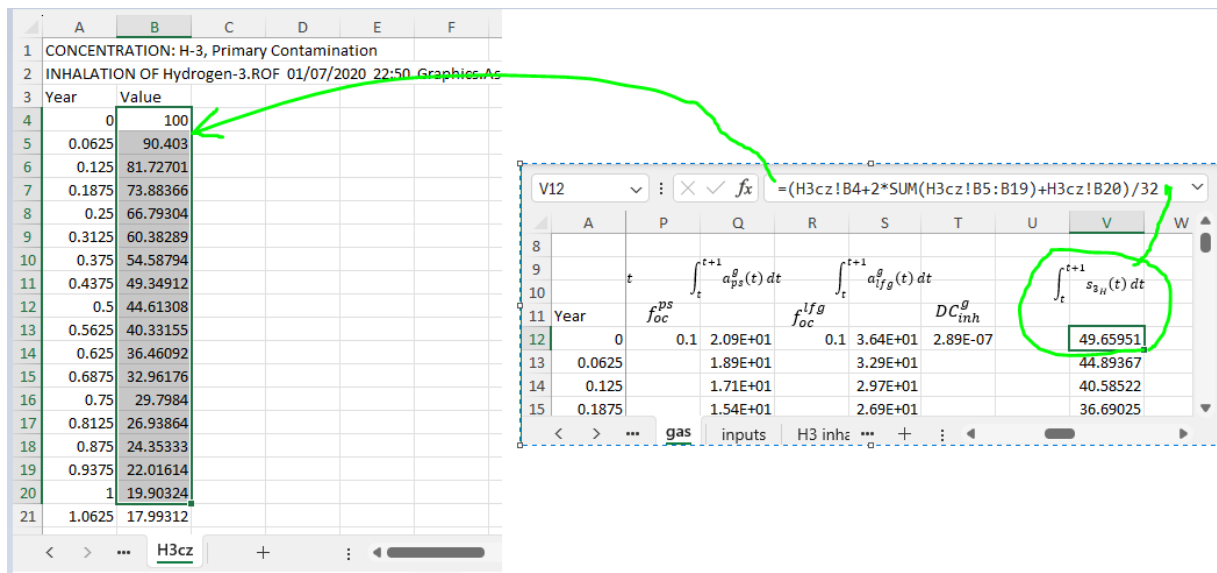 A B C D E F
1 CONCENTRATION: H-3, Primary Contamination
2 INHALATION OF Hydrogen-3.ROF 01/07/2020 22:50 Graphics.As
3 Year Value
4 0 100
5 0.0625 90.403
6 0.125 81.72701
7 0.1875 73.88366
8 0.25 66.79304
9 0.3125 60.38289
10 0.375 54.58794
11 0.4375 49.34912
12 0.5 44.61308
13 0.5625 40.33155
14 0.625 36.46092
15 0.6875 32.96176
16 0.75 29.7984
17 0.8125 26.93864
18 0.875 24.35333
19 0.9375 22.01614
20 1 19.90324
21 1.0625 17.99312
H3cz
V12 fx =(H3cz!B4+2*SUM(H3cz!B5:B19)+H3cz!B20)/32
A P Q R S T U V W
8
9 t ∫_t^{t+1} a_{ps}^{g}(t) dt ∫_t^{t+1} a_{lfg}^{g}(t) dt ∫_t^{t+1} s_{3_H}(t) dt
10
11 Year f_{oc}^{ps} f_{oc}^{lfg} DC_{inh}^{g}
12 0 0.1 2.09E+01 0.1 3.64E+01 2.89E-07 49.65951
13 0.0625 1.89E+01 3.29E+01 44.89367
14 0.125 1.71E+01 2.97E+01 40.58522
15 0.1875 1.54E+01 2.69E+01 36.69025
gas inputs H3 inha